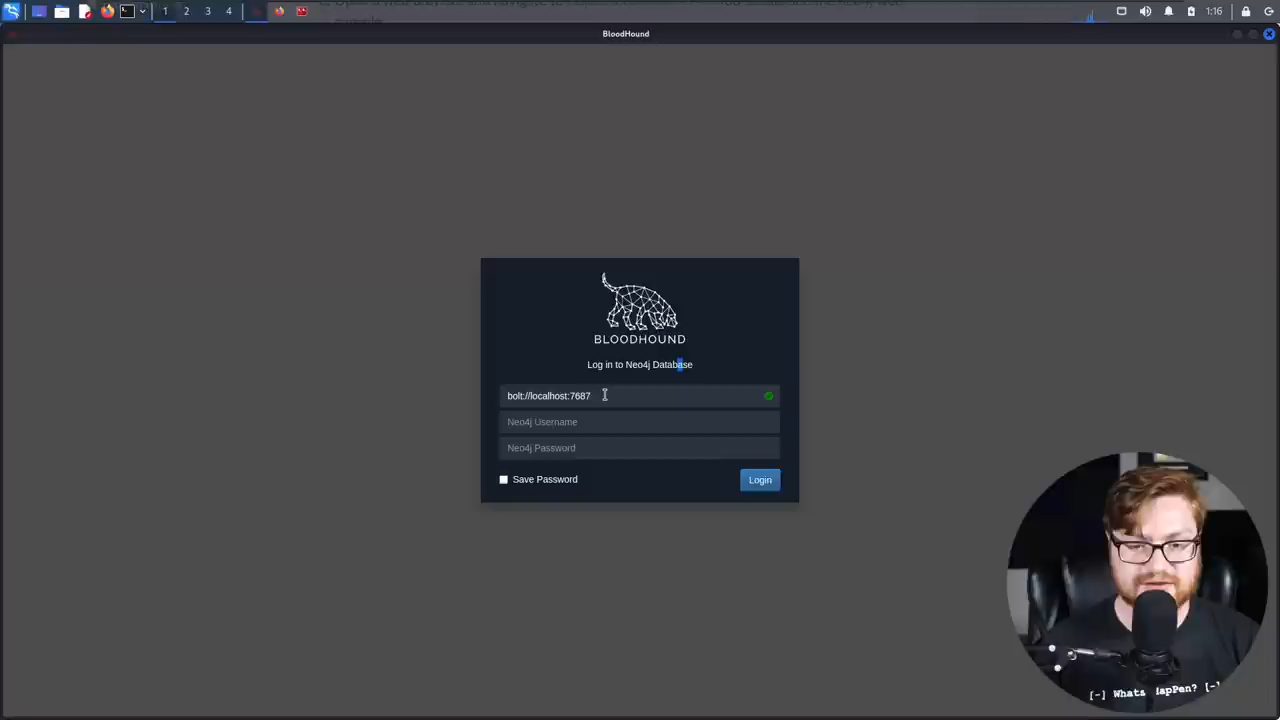 1 2 3 4 1:16
BloodHound
BLOODHOUND
Log in to Neo4j Database
bolt://localhost:7687
Neo4j Username
Neo4j Password
Save Password
Login
[-] Whats